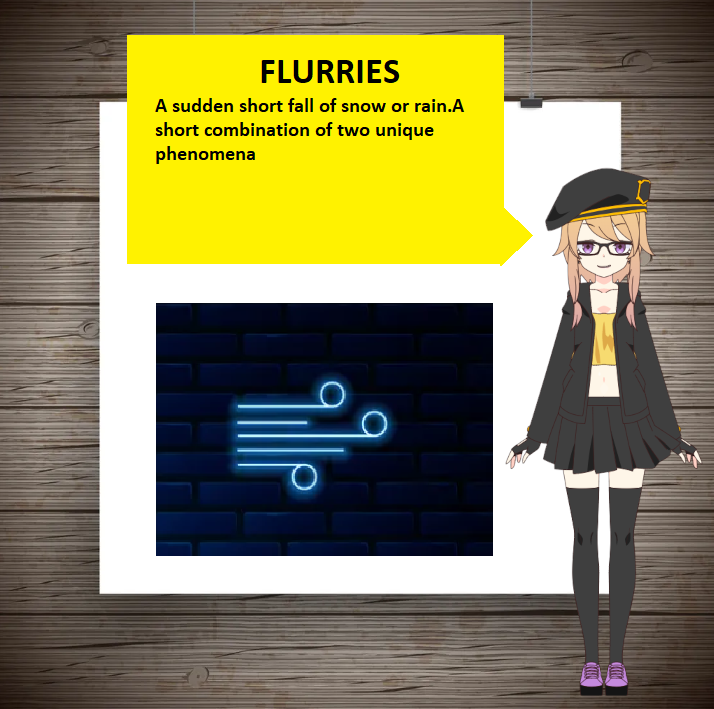 FLURRIES
A sudden short fall of snow or rain.A
short combination of two unique
phenomena